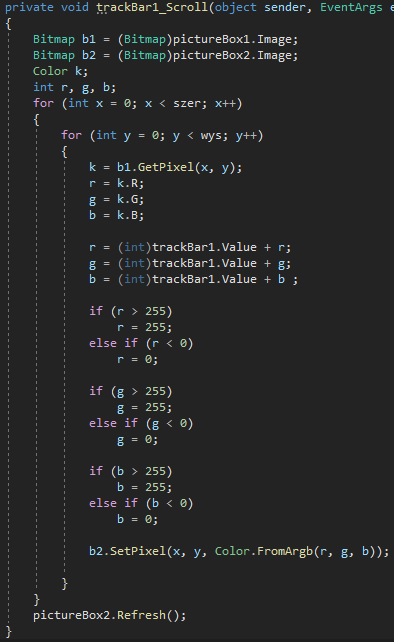 private void trackBar1_Scroll(object sender, EventArgs e
{
Bitmap b1 = (Bitmap)pictureBox1.Image;
Bitmap b2 = (Bitmap)pictureBox2.Image;
Color k;
int r, g, b;
for (int x = 0; x < szer; x++)
{
for (int y = 0; y < wys; y++)
{
k = b1.GetPixel(x, y);
r = k.R;
g = k.G;
b = k.B;
r = (int)trackBar1.Value + r;
g = (int)trackBar1.Value + g;
b = (int)trackBar1.Value + b ;
if (r > 255)
r = 255;
else if (r < 0)
r = 0;
if (g > 255)
g = 255;
else if (g < 0)
g = 0;
if (b > 255)
b = 255;
else if (b < 0)
b = 0;
b2.SetPixel(x, y, Color.FromArgb(r, g, b));
}
}
pictureBox2.Refresh();
}